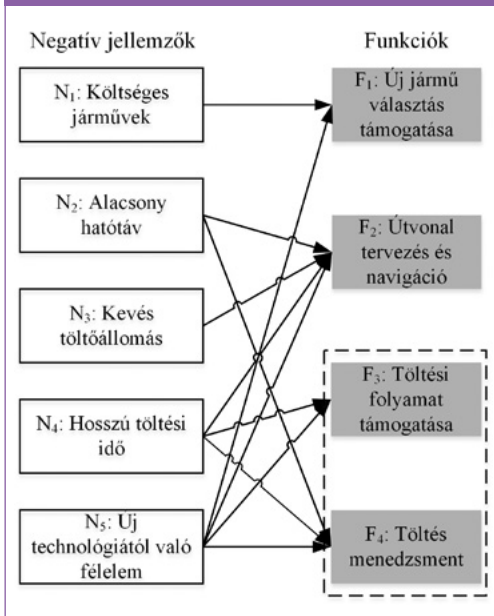 Negatív jellemzők
Funkciók
N1: Költséges
járművek
F1: Új jármű
választás
támogatása
N2: Alacsony
hatótáv
F2: Útvonal
tervezés és
navigáció
N3: Kevés
töltőállomás
N4: Hosszú töltési
idő
F3: Töltési
folyamat
támogatása
N5: Uj
technológiától való
félelem
F4: Töltés
menedzsment